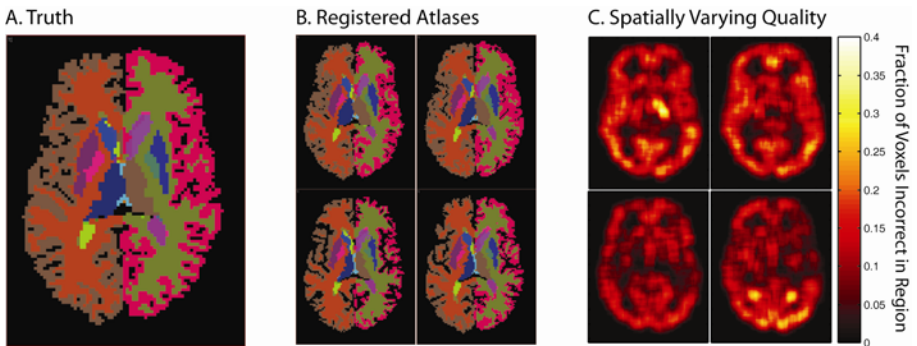 A. Truth
B. Registered Atlases
C. Spatially Varying Quality
0.4
0.35
0.3
0.25
0.2
0.15
0.1
0.05
0
Fraction of Voxels Incorrect in Region